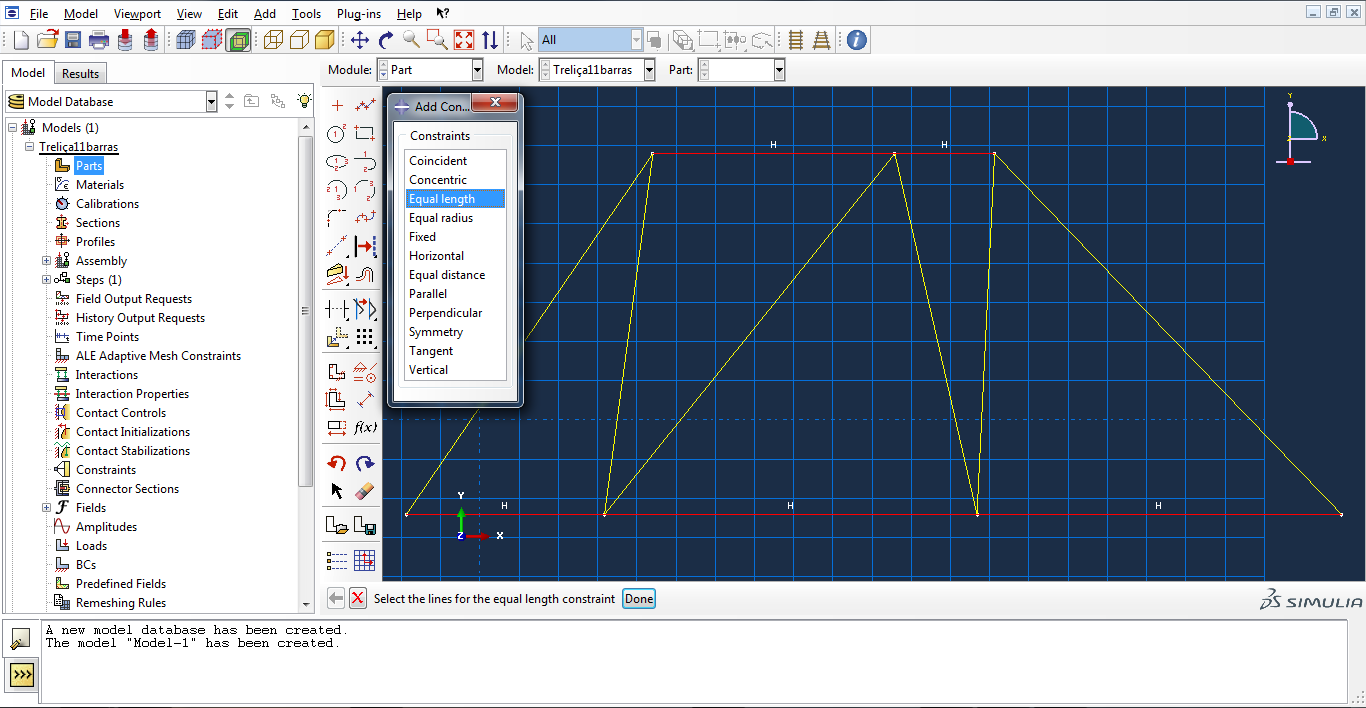 File Model Viewport View Edit Add Tools Plug-ins Help ?
All
Model Results
Module: Part Model: Treliça11barras Part:
Model Database
Models (1)
Treliça11barras
Parts
Materials
Calibrations
Sections
Profiles
Assembly
Steps (1)
Field Output Requests
History Output Requests
Time Points
ALE Adaptive Mesh Constraints
Interactions
Interaction Properties
Contact Controls
Contact Initializations
Contact Stabilizations
Constraints
Connector Sections
Fields
Amplitudes
Loads
BCs
Predefined Fields
Remeshing Rules
f(x)
Add Con...
Constraints
Coincident
Concentric
Equal length
Equal radius
Fixed
Horizontal
Equal distance
Parallel
Perpendicular
Symmetry
Tangent
Vertical
H H
H H H
Y
Z X
Y
Z X
Select the lines for the equal length constraint Done
SIMULIA
A new model database has been created.
The model "Model-1" has been created.
>>>